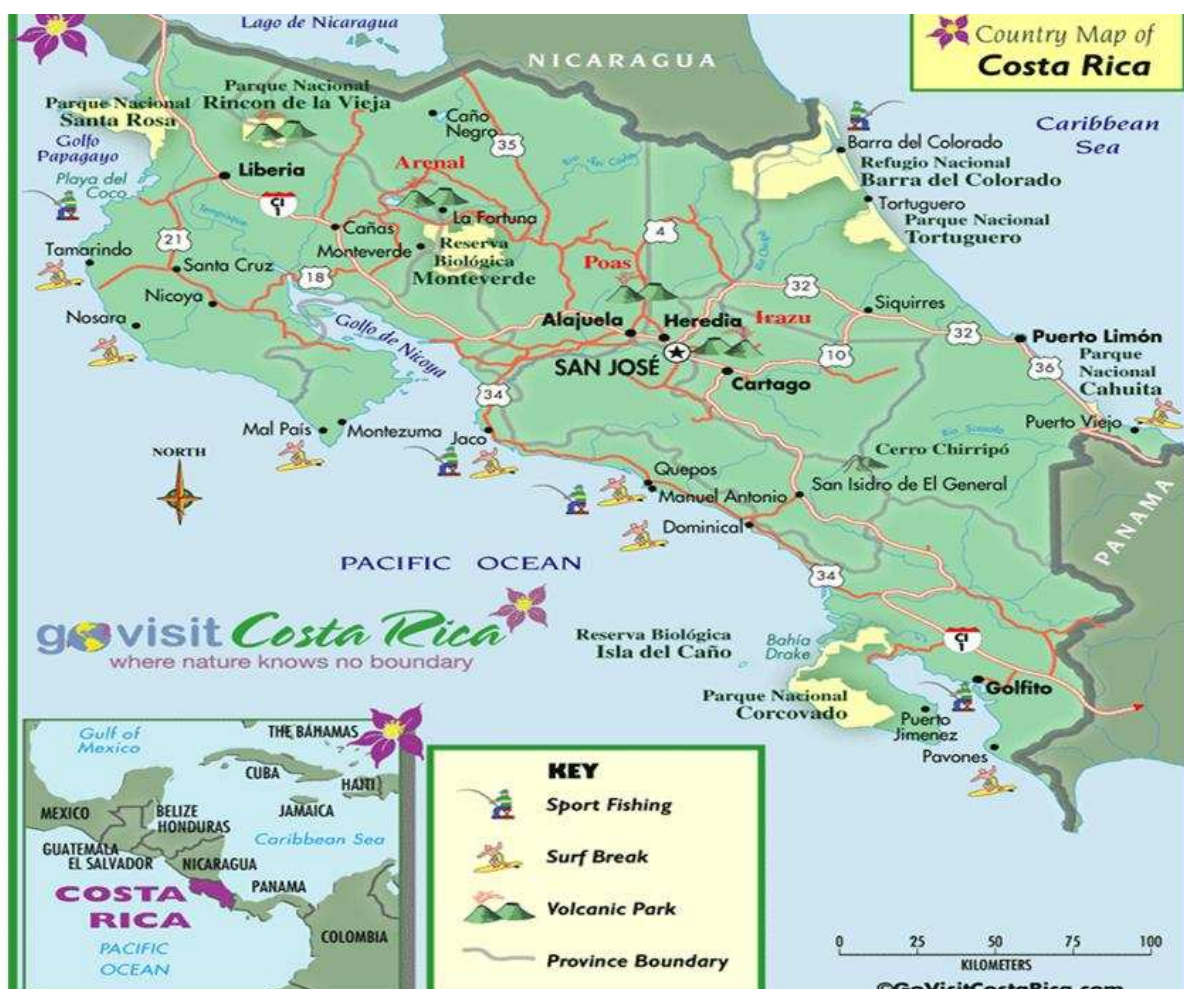 Lago de Nicaragua
NICARAGUA
Country Map of
Costa Rica
Parque Nacional
Rincon de la Vieja
Parque Nacional
Santa Rosa
Golfo
Papagayo
Playa del
Coco
Caño
Negro
35
Caribbean
Sea
Barra del Colorado
Refugio Nacional
Barra del Colorado
Tortuguero
Parque Nacional
Tortuguero
Liberia
CI
1
Arenal
La Fortuna
Cañas
Monteverde
Reserva
Biológica
Monteverde
Tempisque
21
18
4
Tamarindo
Santa Cruz
Nicoya
Nosara
Golfo de Nicoya
Poas
Alajuela
Heredia
Irazu
SAN JOSÉ
Cartago
32
Siquirres
10
32
Puerto Limón
36
Parque
Nacional
Cahuita
Puerto Viejo
34
Mal País
Montezuma
Jaco
NORTH
Cerro Chirripó
Quepos
Manuel Antonio
San Isidro de El General
Dominical
PANAMA
PACIFIC OCEAN
34
govisit Costa Rica
where nature knows no boundary
Reserva Biológica
Isla del Caño
Bahía
Drake
CI
1
Parque Nacional
Corcovado
Golfito
Puerto
Jimenez
Pavones
Gulf of
Mexico
THE BAHAMAS
CUBA
HAITI
MEXICO
BELIZE
JAMAICA
HONDURAS
Caribbean Sea
GUATEMALA
EL SALVADOR
NICARAGUA
COSTA
RICA
PANAMA
COLOMBIA
PACIFIC
OCEAN
KEY
Sport Fishing
Surf Break
Volcanic Park
Province Boundary
0 25 50 75 100
KILOMETERS
©GoVisitCostaRica.com